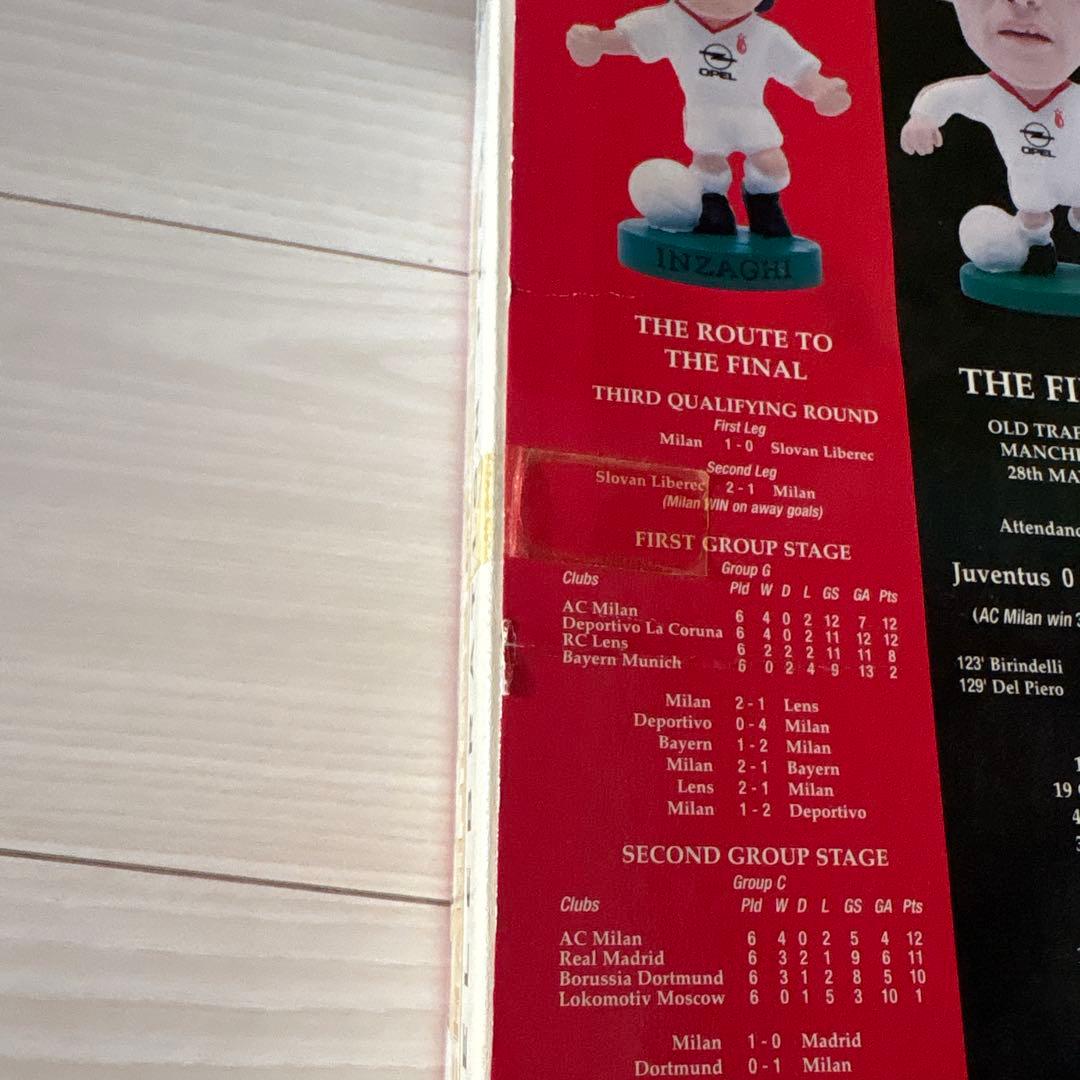 OPEL
INZAGHI
THE ROUTE TO
THE FINAL
THIRD QUALIFYING ROUND
First Leg
Milan 1 - 0 Slovan Liberec
Second Leg
Slovan Liberec 2 - 1 Milan
(Milan WIN on away goals)
FIRST GROUP STAGE
Group G
Clubs Pld W D L GS GA Pts
AC Milan 6 4 0 2 12 7 12
Deportivo La Coruna 6 4 0 2 11 12 12
RC Lens 6 2 2 2 11 11 8
Bayern Munich 6 0 2 4 9 13 2
Milan 2 - 1 Lens
Deportivo 0 - 4 Milan
Bayern 1 - 2 Milan
Milan 2 - 1 Bayern
Lens 2 - 1 Milan
Milan 1 - 2 Deportivo
SECOND GROUP STAGE
Group C
Clubs Pld W D L GS GA Pts
AC Milan 6 4 0 2 5 4 12
Real Madrid 6 3 2 1 9 6 11
Borussia Dortmund 6 3 1 2 8 5 10
Lokomotiv Moscow 6 0 1 5 3 10 1
Milan 1 - 0 Madrid
Dortmund 0 - 1 Milan
OPEL
THE FI
OLD TRAF
MANCHE
28th MA
Attendanc
Juventus 0
(AC Milan win 3
123' Birindelli
129' Del Piero
19